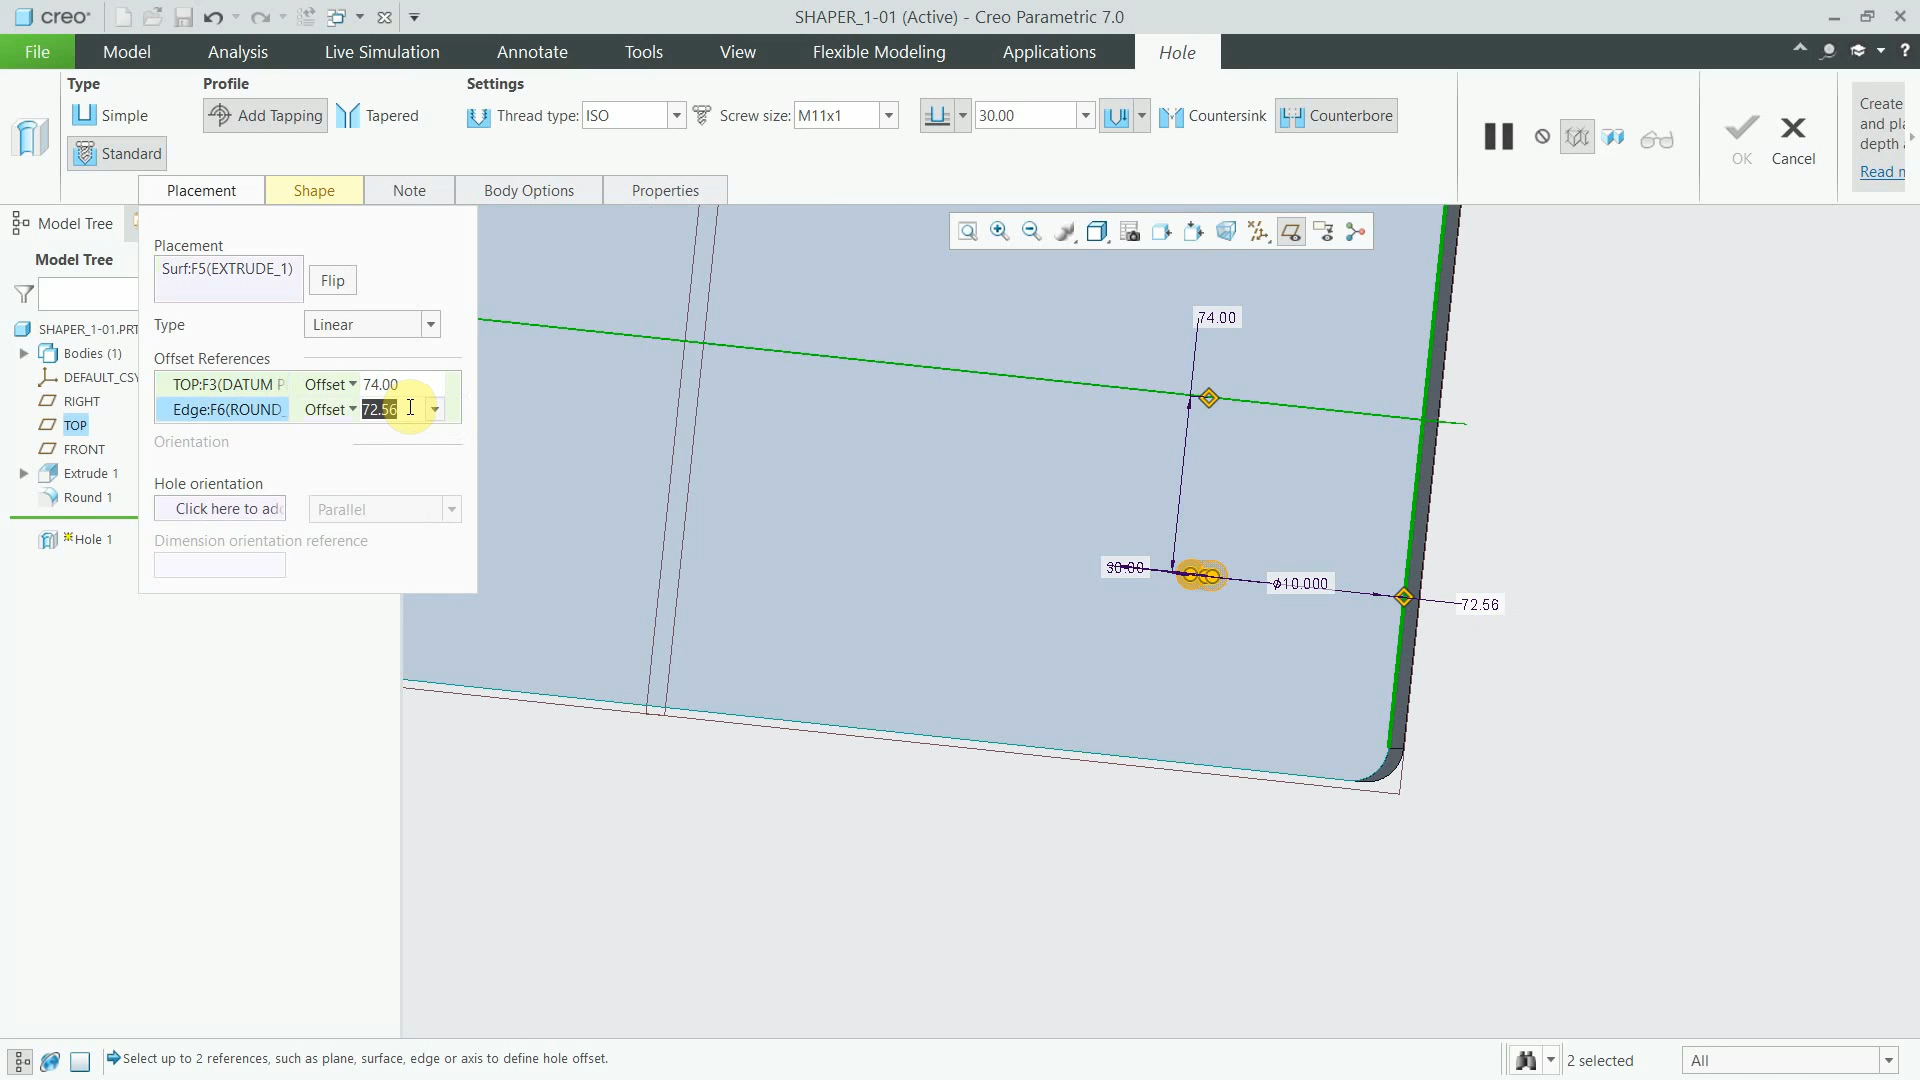 creo
SHAPER_1-01 (Active) - Creo Parametric 7.0
File Model Analysis Live Simulation Annotate Tools View Flexible Modeling Applications Hole
Type Profile Settings
Simple Add Tapping Tapered Thread type: ISO Screw size: M11x1 30.00 Countersink Counterbore
Standard
OK Cancel
Create
and pla
depth a
Read m
Placement Shape Note Body Options Properties
Model Tree
Model Tree
SHAPER_1-01.PRT
Bodies (1)
DEFAULT_CSY
RIGHT
TOP
FRONT
Extrude 1
Round 1
Hole 1
Placement
Surf:F5(EXTRUDE_1) Flip
Type Linear
Offset References
TOP:F3(DATUM P Offset 74.00
Edge:F6(ROUND_ Offset 72.56
Orientation
Hole orientation
Click here to add Parallel
Dimension orientation reference
74.00
30.00
ϕ10.000
72.56
Select up to 2 references, such as plane, surface, edge or axis to define hole offset.
2 selected All